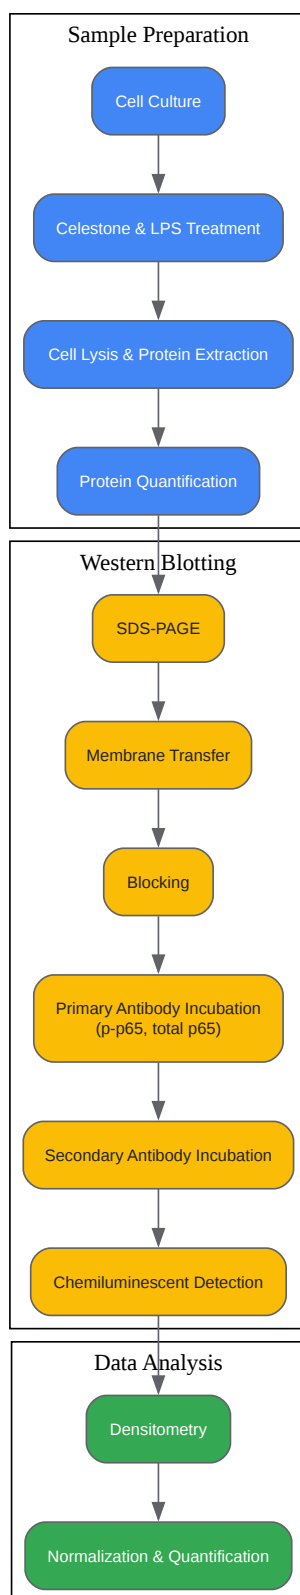 Sample Preparation
Cell Culture
Celestone & LPS Treatment
Cell Lysis & Protein Extraction
Protein Quantification
Western Blotting
SDS-PAGE
Membrane Transfer
Blocking
Primary Antibody Incubation
(p-p65, total p65)
Secondary Antibody Incubation
Chemiluminescent Detection
Data Analysis
Densitometry
Normalization & Quantification